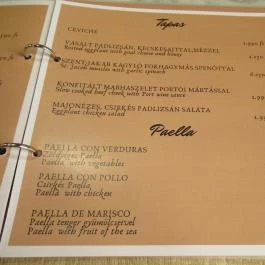 Tapas
CEVICHE
VASALT PADLIZSÁN, KECSKESAJTTAL, MÉZZEL
Rosted eggplant with goat cheese and honey
SZENT JAKAB KAGYLÓ FOKHAGYMÁS SPENÓTTAL
St. Jacob mussels with garlic spinach
KONFITÁLT MARHASZELET PORTÓI MÁRTÁSSAL
Slow cooked beef cheek with Port wine sauce
MAJONÉZES, CSIRKÉS PADLIZSÁN SALÁTA
Eggplant chicken salad
Paella
PAELLA CON VERDURAS
Zöldséges Paella
Paella with vegetables
PAELLA CON POLLO
Csirkés Paella
Paella with chicken
PAELLA DE MARISCO
Paella tenger gyümölcseivel
Paella with fruit of the sea